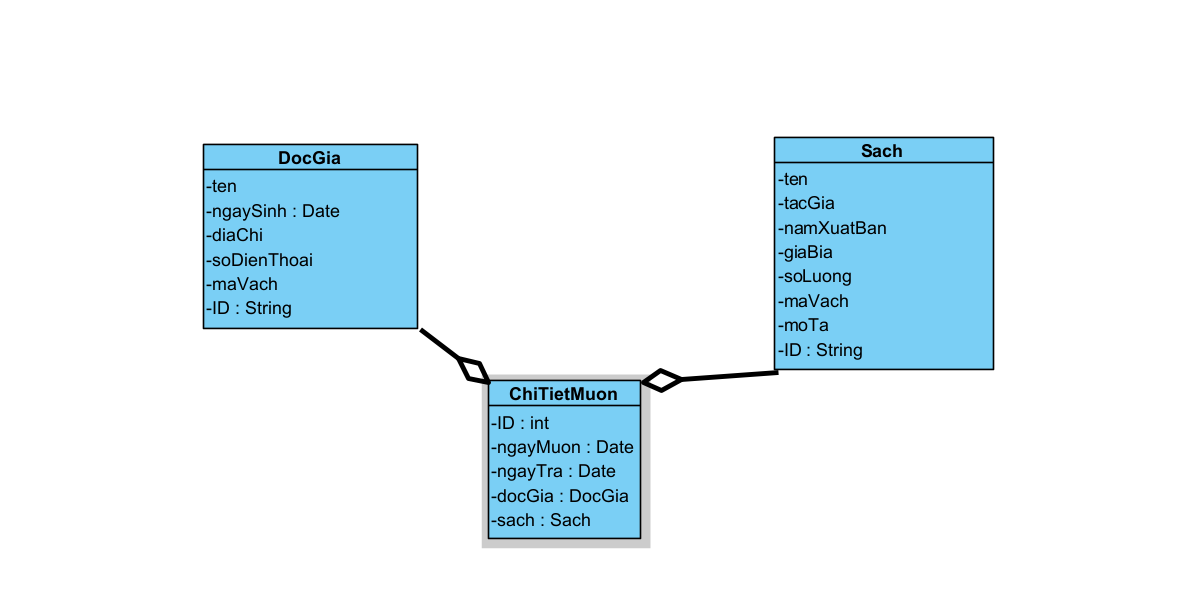 DocGia
-ten
-ngaySinh : Date
-diaChi
-soDienThoai
-maVach
-ID : String
Sach
-ten
-tacGia
-namXuatBan
-giaBia
-soLuong
-maVach
-moTa
-ID : String
ChiTietMuon
-ID : int
-ngayMuon : Date
-ngayTra : Date
-docGia : DocGia
-sach : Sach